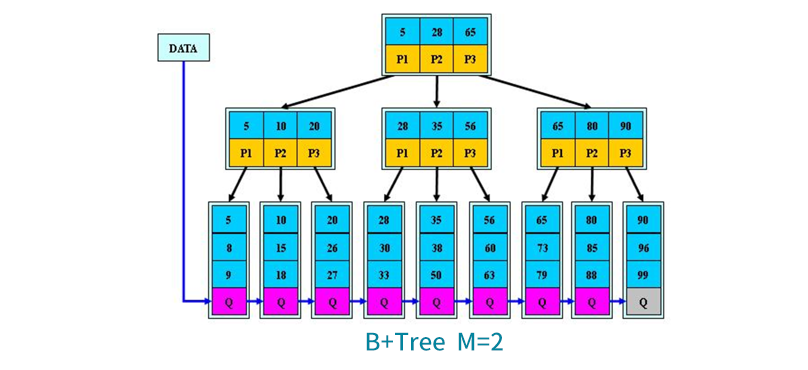 5 28 65
DATA
P1 P2 P3
5 10 20 28 35 56 65 80 90
P1 P2 P3 P1 P2 P3 P1 P2 P3
5 10 20 28 35 56 65 80 90
8 15 26 30 38 60 73 85 96
9 18 27 33 50 63 79 88 99
Q Q Q Q Q Q Q Q Q
B+Tree M=2